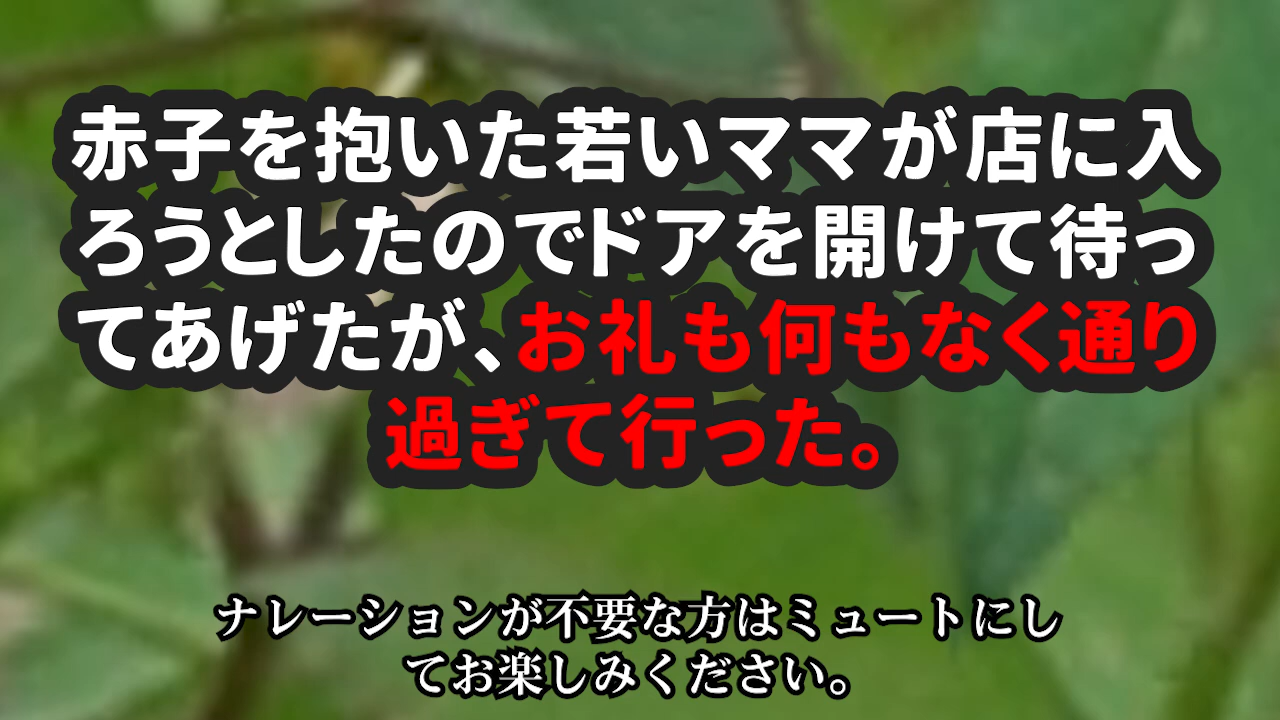 赤子を抱いた若いママが店に入
ろうとしたのでドアを開けて待っ
てあげたが、お礼も何もなく通り
過ぎて行った。
ナレーションが不要な方はミュートにし
てお楽しみください。